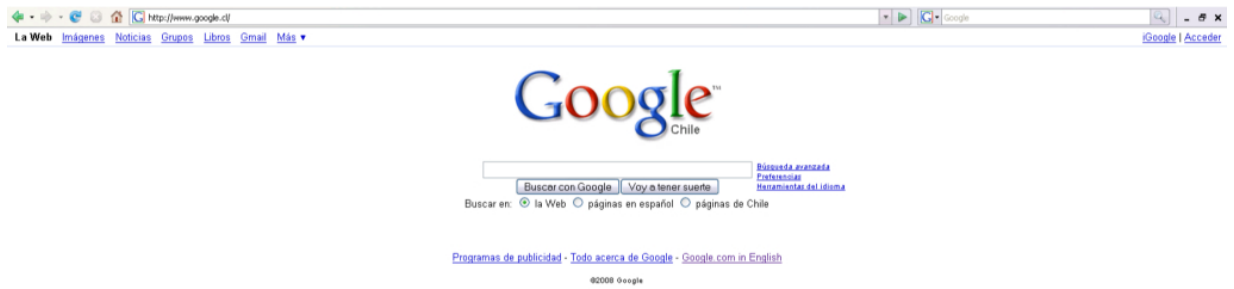 http://www.google.cl/ Google
La Web Imágenes Noticias Grupos Libros Gmail Más ▼ iGoogle | Acceder
Google™
Chile
Búsqueda avanzada
Preferencias
Buscar con Google Voy a tener suerte Herramientas del idioma
Buscar en: la Web páginas en español páginas de Chile
Programas de publicidad - Todo acerca de Google - Google.com in English
©2008 Google